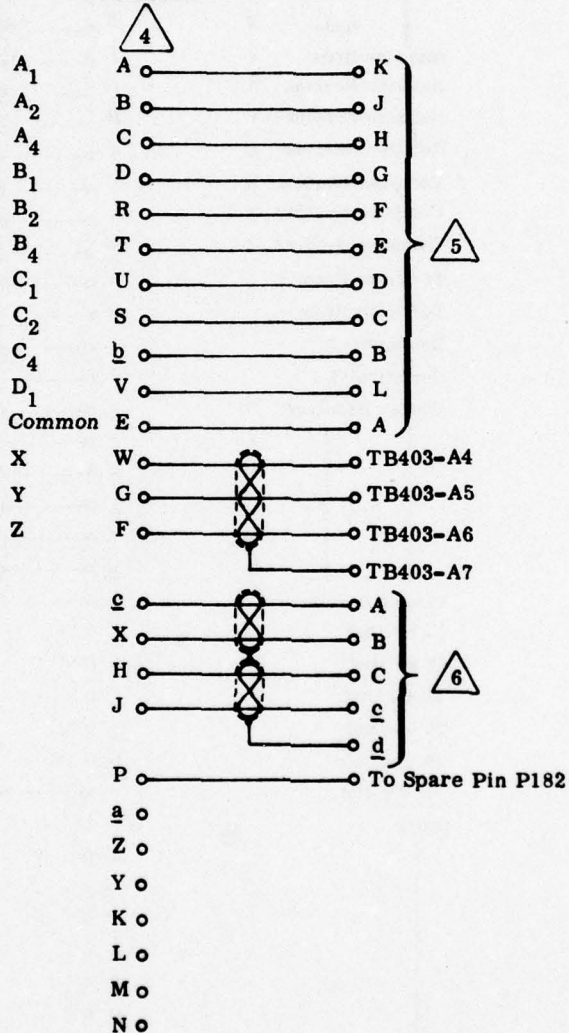 4
A1 A K
A2 B J
A4 C H
B1 D G
B2 R F
B4 T E
5
C1 U D
C2 S C
C4 b B
D1 V L
Common E A
X W TB403-A4
Y G TB403-A5
Z F TB403-A6
TB403-A7
c A
X B
H C
6
J c
d
P To Spare Pin P182
a
Z
Y
K
L
M
N